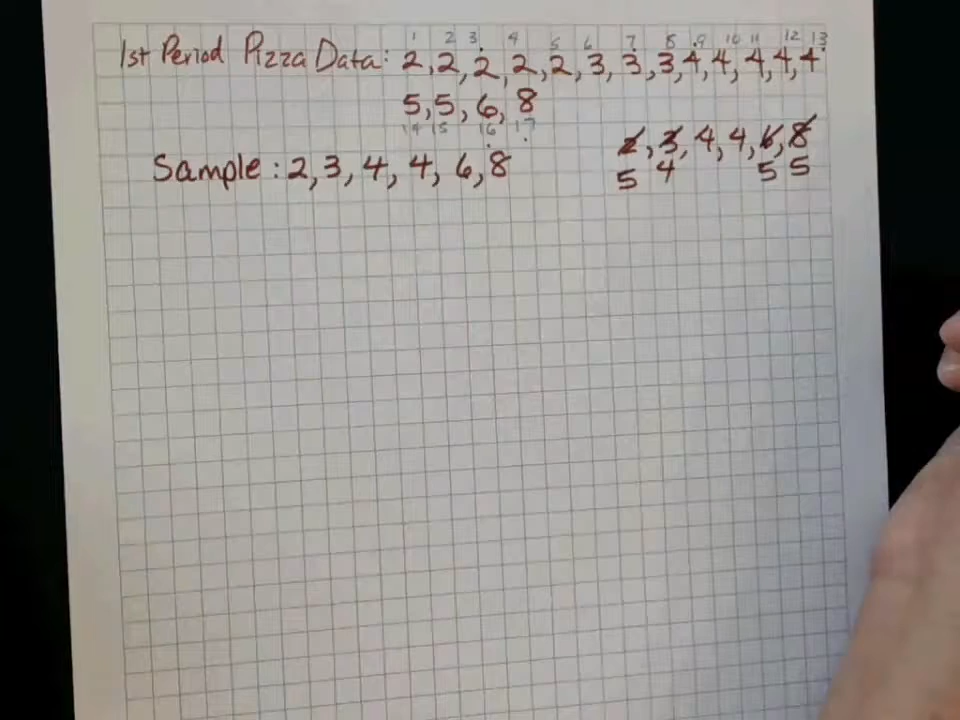 1 2 3 4 5 6 7 8 9 10 11 12 13
1st Period Pizza Data: 2, 2, 2, 2, 2, 3, 3, 3, 4, 4, 4, 4, 4
5, 5, 6, 8
14 15 16 17
2, 3, 4, 4, 6, 8
Sample: 2, 3, 4, 4, 6, 8
5 4 5 5